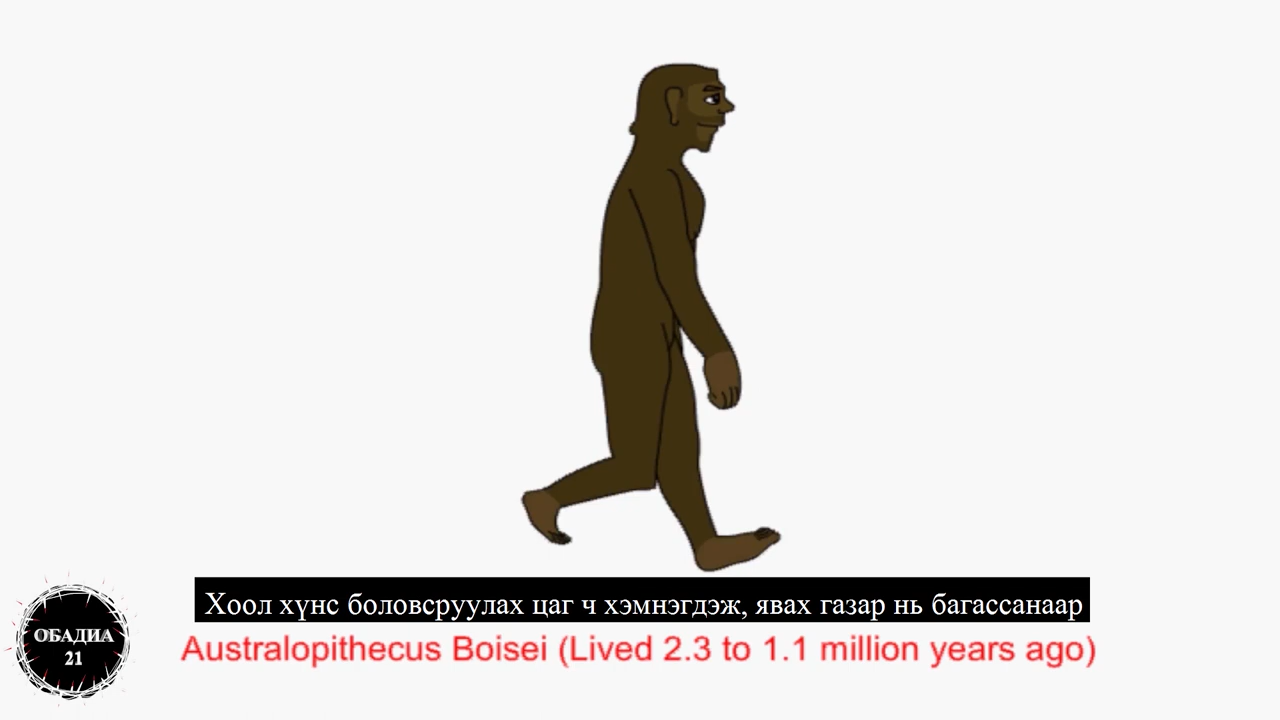 Хоол хүнс боловсруулах цаг ч хэмнэгдэж, явах газар нь багассанаар
Australopithecus Boisei (Lived 2.3 to 1.1 million years ago)
ОБАДИА
21